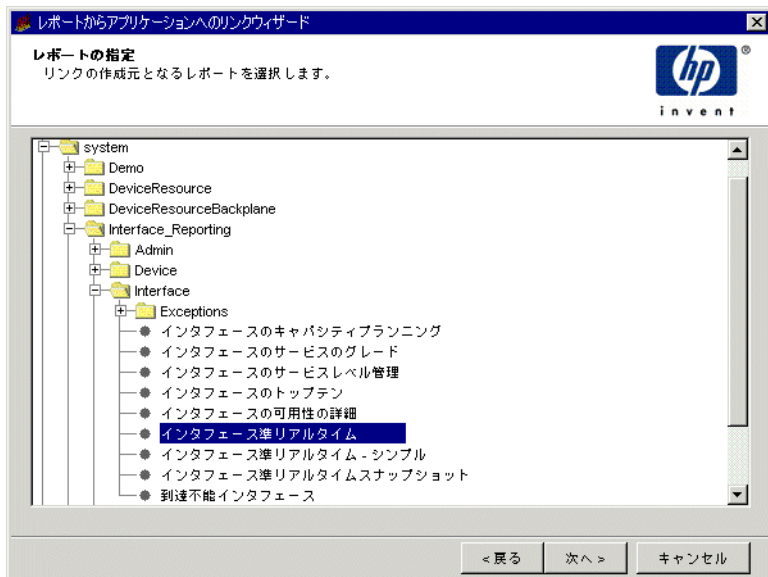 レポートからアプリケーションへのリンクウィザード
レポートの指定
リンクの作成元となるレポートを選択します。
hp
®
invent
system
Demo
DeviceResource
DeviceResourceBackplane
Interface_Reporting
Admin
Device
Interface
Exceptions
インタフェースのキャパシティプランニング
インタフェースのサービスのグレード
インタフェースのサービスレベル管理
インタフェースのトップテン
インタフェースの可用性の詳細
インタフェース準リアルタイム
インタフェース準リアルタイム - シンプル
インタフェース準リアルタイムスナップショット
到達不能インタフェース
<戻る 次へ> キャンセル